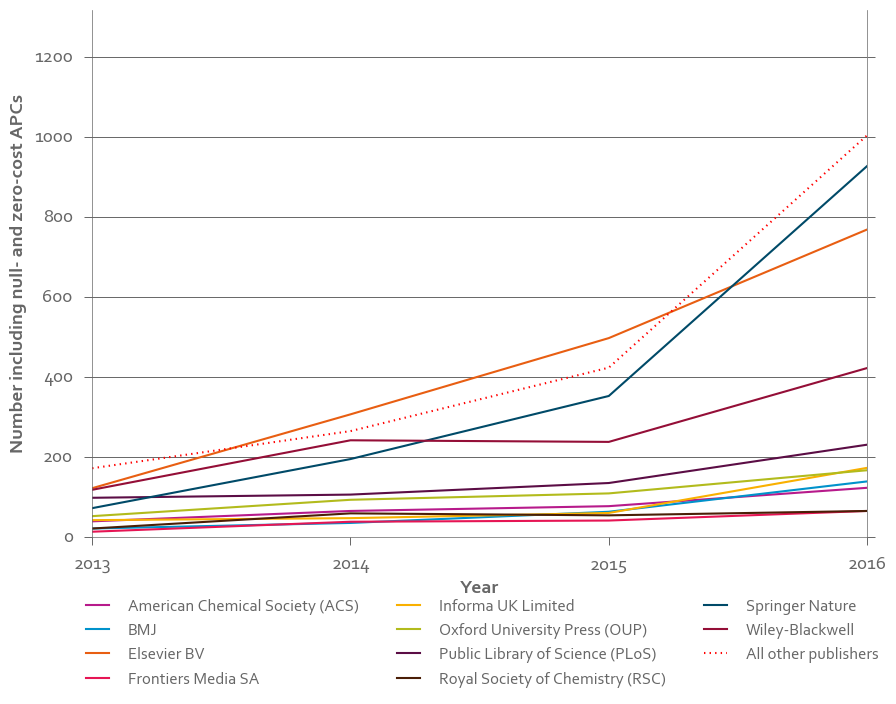 Number including null- and zero-cost APCs
1200
1000
800
600
400
200
0
2013 2014 2015 2016
Year
American Chemical Society (ACS) Informa UK Limited Springer Nature
BMJ Oxford University Press (OUP) Wiley-Blackwell
Elsevier BV Public Library of Science (PLoS) All other publishers
Frontiers Media SA Royal Society of Chemistry (RSC)